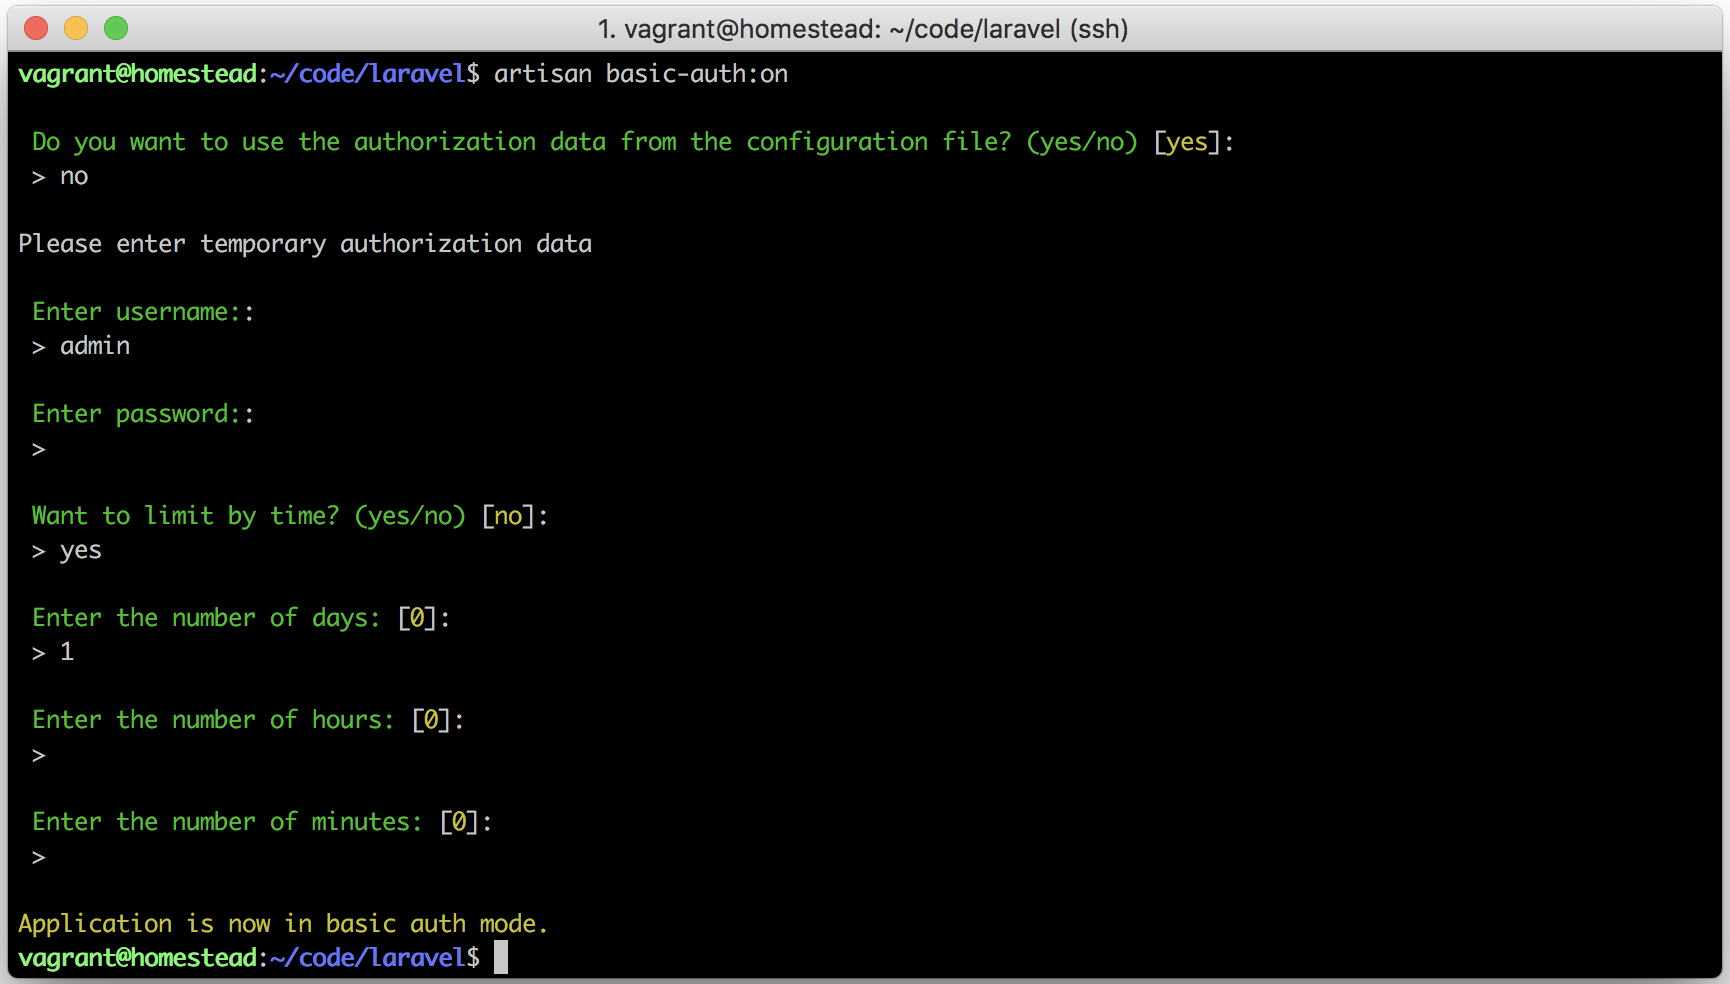 1. vagrant@homestead: ~/code/laravel (ssh)
vagrant@homestead:~/code/laravel$ artisan basic-auth:on
Do you want to use the authorization data from the configuration file? (yes/no) [yes]:
> no
Please enter temporary authorization data
Enter username::
> admin
Enter password::
>
Want to limit by time? (yes/no) [no]:
> yes
Enter the number of days: [0]:
> 1
Enter the number of hours: [0]:
>
Enter the number of minutes: [0]:
>
Application is now in basic auth mode.
vagrant@homestead:~/code/laravel$